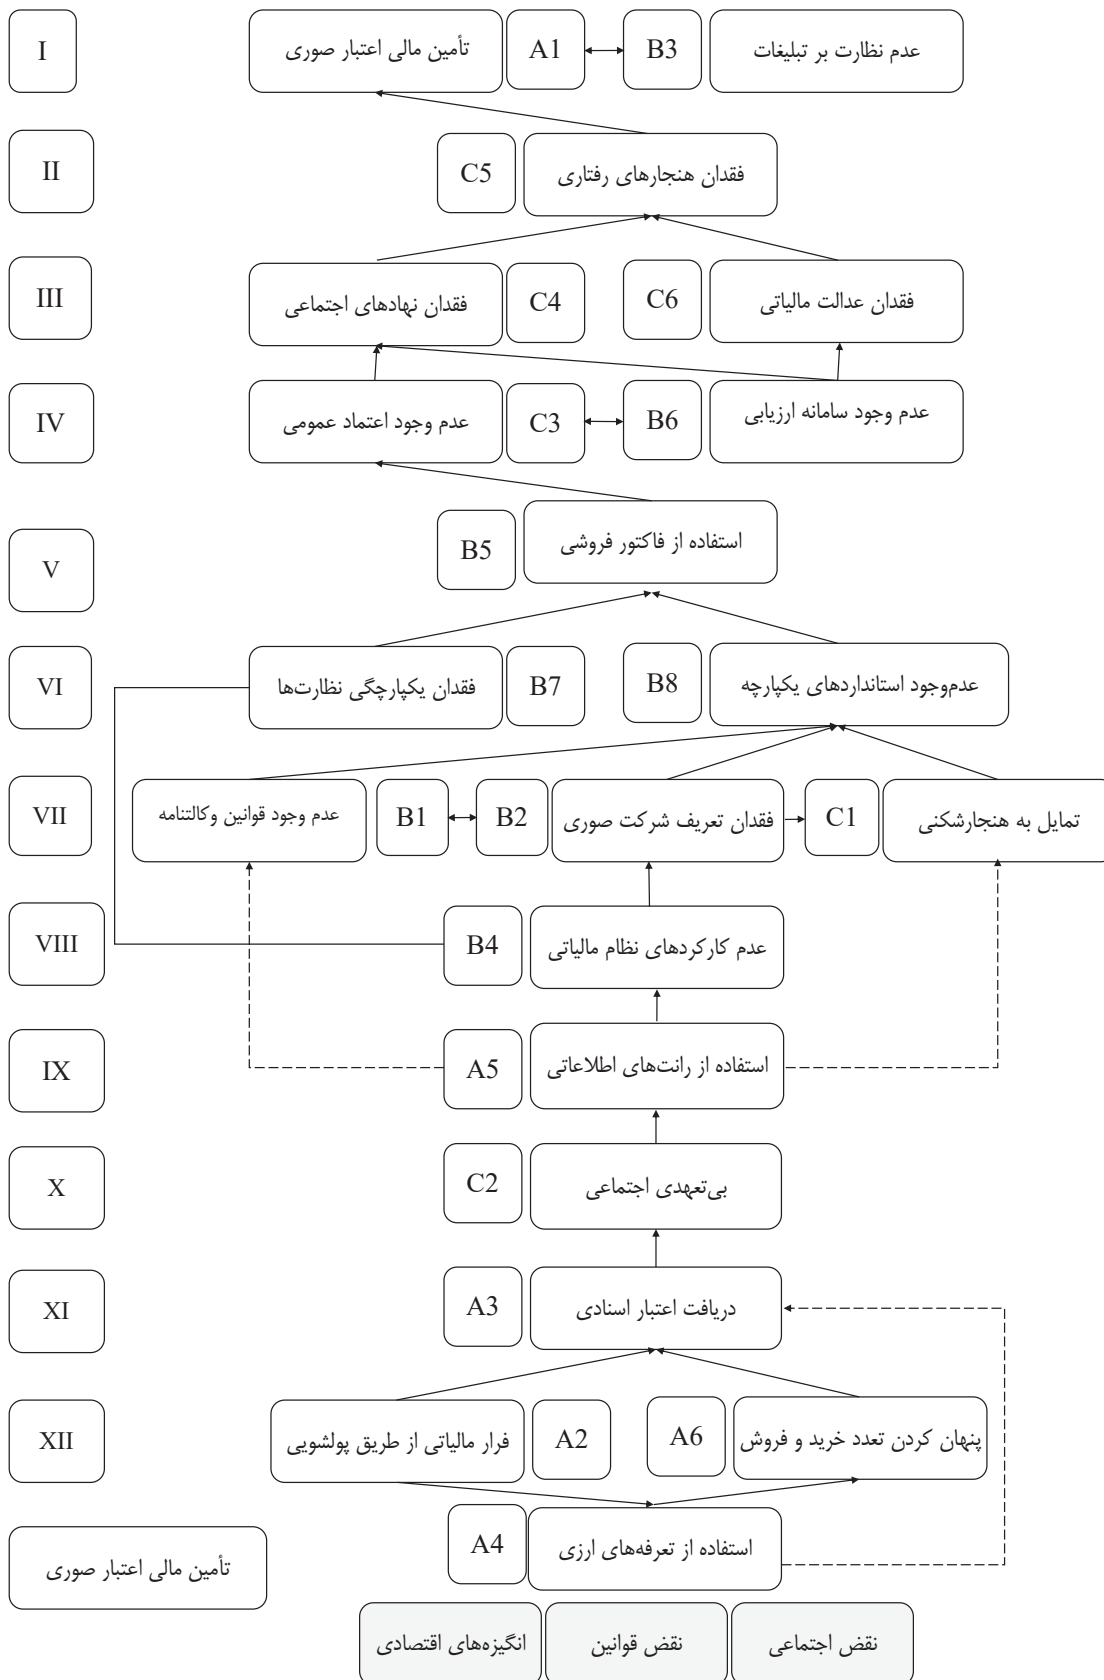 I
تأمین مالی اعتبار صوری
A1
B3
عدم نظارت بر تبلیغات
II
C5
فقدان هنجارهای رفتاری
III
فقدان نهادهای اجتماعی
C4
C6
فقدان عدالت مالیاتی
IV
عدم وجود اعتماد عمومی
C3
B6
عدم وجود سامانه ارزیابی
V
B5
استفاده از فاکتور فروشی
VI
فقدان یکپارچگی نظارت‌ها
B7
B8
عدم‌وجود استانداردهای یکپارچه
VII
عدم وجود قوانین وکالتنامه
B1
B2
فقدان تعریف شرکت صوری
C1
تمایل به هنجارشکنی
VIII
B4
عدم کارکردهای نظام مالیاتی
IX
A5
استفاده از رانت‌های اطلاعاتی
X
C2
بی‌تعهدی اجتماعی
XI
A3
دریافت اعتبار اسنادی
XII
فرار مالیاتی از طریق پولشویی
A2
A6
پنهان کردن تعدد خرید و فروش
A4
استفاده از تعرفه‌های ارزی
تأمین مالی اعتبار صوری
انگیزه‌های اقتصادی
نقض قوانین
نقض اجتماعی